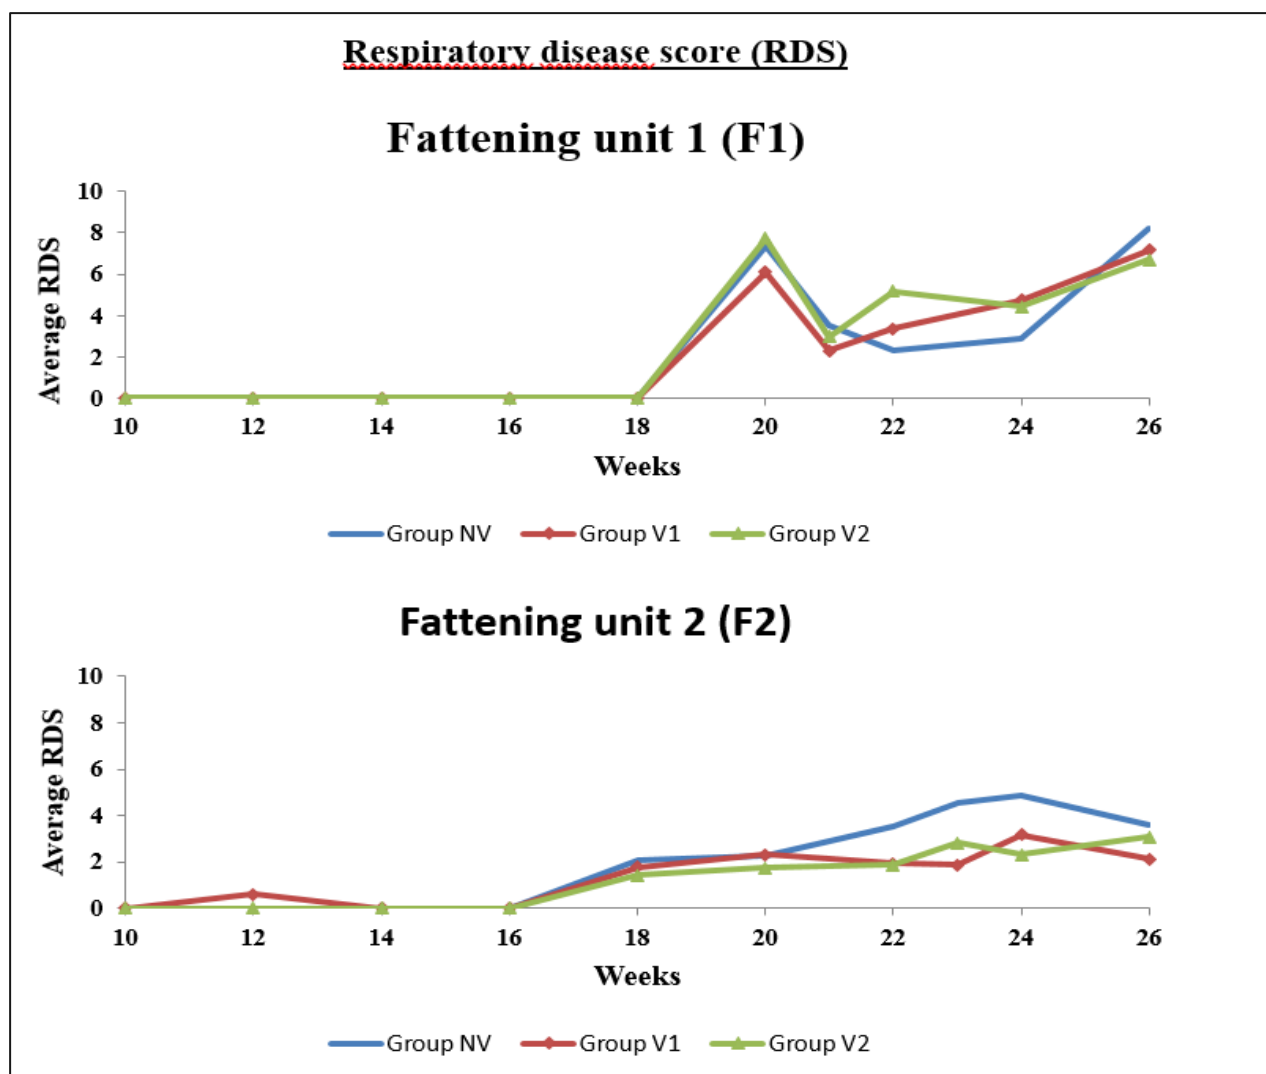 Respiratory disease score (RDS)
Fattening unit 1 (F1)
Average RDS
10
8
6
4
2
0
10 12 14 16 18 20 22 24 26
Weeks
Group NV Group V1 Group V2
Fattening unit 2 (F2)
Average RDS
10
8
6
4
2
0
10 12 14 16 18 20 22 24 26
Weeks
Group NV Group V1 Group V2